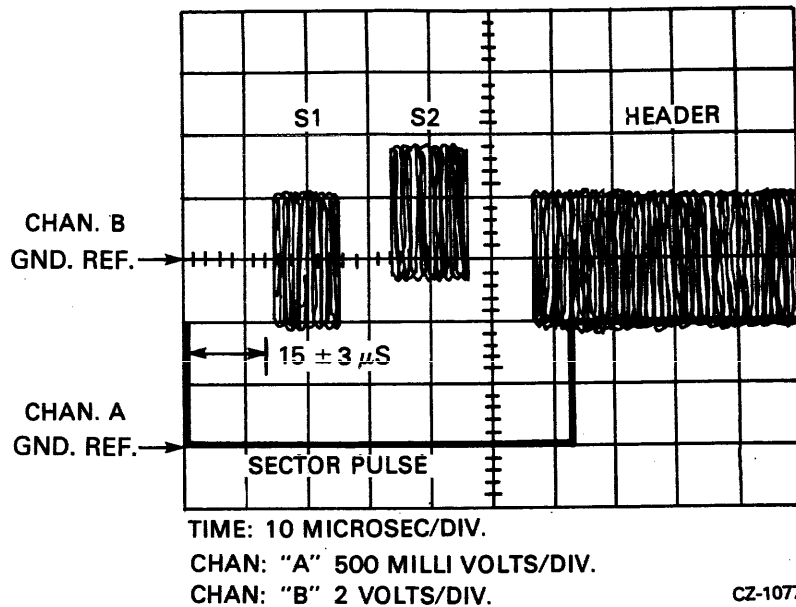 S1 S2 HEADER
CHAN. B
GND. REF.
15 ± 3 μS
CHAN. A
GND. REF.
SECTOR PULSE
TIME: 10 MICROSEC/DIV.
CHAN: "A" 500 MILLI VOLTS/DIV.
CHAN: "B" 2 VOLTS/DIV.